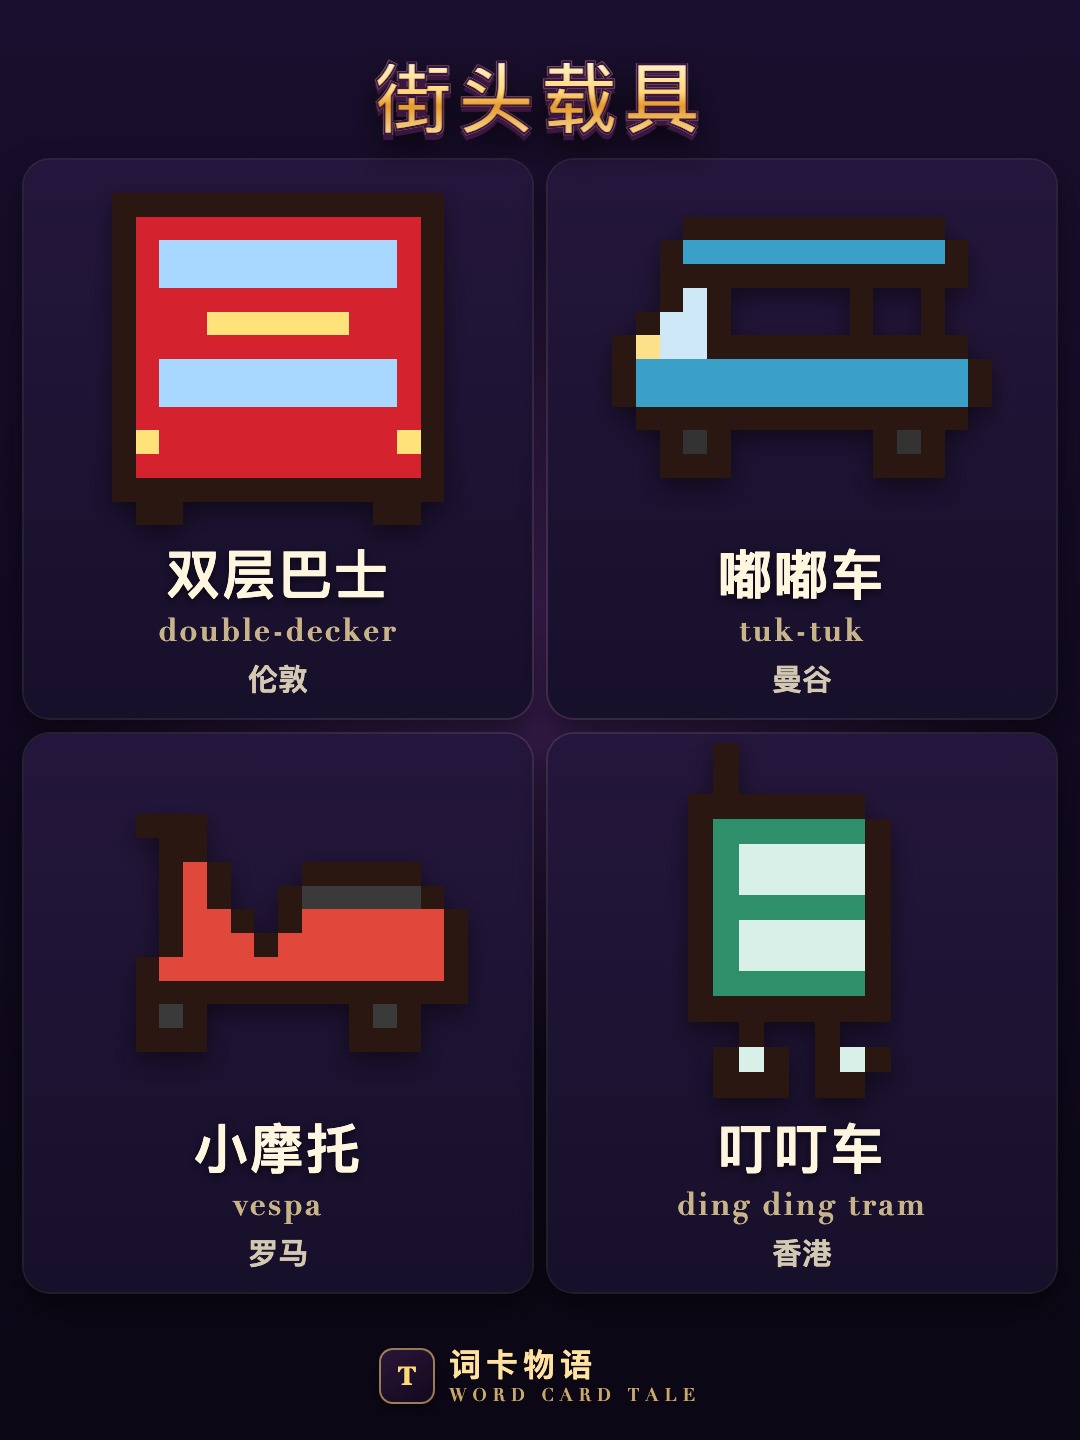 街头载具
双层巴士
double-decker
伦敦
嘟嘟车
tuk-tuk
曼谷
小摩托
vespa
罗马
叮叮车
ding ding tram
香港
T
词卡物语
WORD CARD TALE